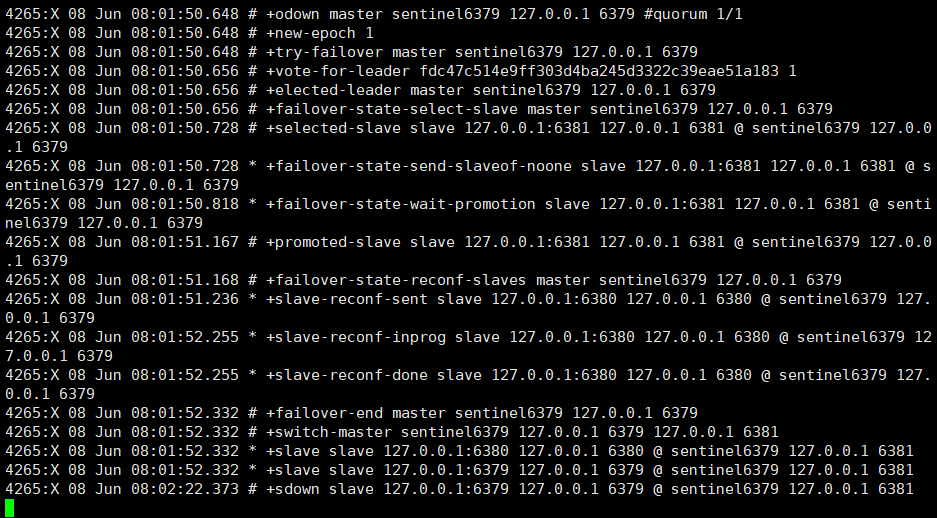 4265:X 08 Jun 08:01:50.648 # +odown master sentinel6379 127.0.0.1 6379 #quorum 1/1
4265:X 08 Jun 08:01:50.648 # +new-epoch 1
4265:X 08 Jun 08:01:50.648 # +try-failover master sentinel6379 127.0.0.1 6379
4265:X 08 Jun 08:01:50.656 # +vote-for-leader fdc47c514e9ff303d4ba245d3322c39eae51a183 1
4265:X 08 Jun 08:01:50.656 # +elected-leader master sentinel6379 127.0.0.1 6379
4265:X 08 Jun 08:01:50.656 # +failover-state-select-slave master sentinel6379 127.0.0.1 6379
4265:X 08 Jun 08:01:50.728 # +selected-slave slave 127.0.0.1:6381 127.0.0.1 6381 @ sentinel6379 127.0.0
.1 6379
4265:X 08 Jun 08:01:50.728 * +failover-state-send-slaveof-noone slave 127.0.0.1:6381 127.0.0.1 6381 @ s
entinel6379 127.0.0.1 6379
4265:X 08 Jun 08:01:50.818 * +failover-state-wait-promotion slave 127.0.0.1:6381 127.0.0.1 6381 @ senti
nel6379 127.0.0.1 6379
4265:X 08 Jun 08:01:51.167 # +promoted-slave slave 127.0.0.1:6381 127.0.0.1 6381 @ sentinel6379 127.0.0
.1 6379
4265:X 08 Jun 08:01:51.168 # +failover-state-reconf-slaves master sentinel6379 127.0.0.1 6379
4265:X 08 Jun 08:01:51.236 * +slave-reconf-sent slave 127.0.0.1:6380 127.0.0.1 6380 @ sentinel6379 127.
0.0.1 6379
4265:X 08 Jun 08:01:52.255 * +slave-reconf-inprog slave 127.0.0.1:6380 127.0.0.1 6380 @ sentinel6379 12
7.0.0.1 6379
4265:X 08 Jun 08:01:52.255 * +slave-reconf-done slave 127.0.0.1:6380 127.0.0.1 6380 @ sentinel6379 127.
0.0.1 6379
4265:X 08 Jun 08:01:52.332 # +failover-end master sentinel6379 127.0.0.1 6379
4265:X 08 Jun 08:01:52.332 # +switch-master sentinel6379 127.0.0.1 6379 127.0.0.1 6381
4265:X 08 Jun 08:01:52.332 * +slave slave 127.0.0.1:6380 127.0.0.1 6380 @ sentinel6379 127.0.0.1 6381
4265:X 08 Jun 08:01:52.332 * +slave slave 127.0.0.1:6379 127.0.0.1 6379 @ sentinel6379 127.0.0.1 6381
4265:X 08 Jun 08:02:22.373 # +sdown slave 127.0.0.1:6379 127.0.0.1 6379 @ sentinel6379 127.0.0.1 6381